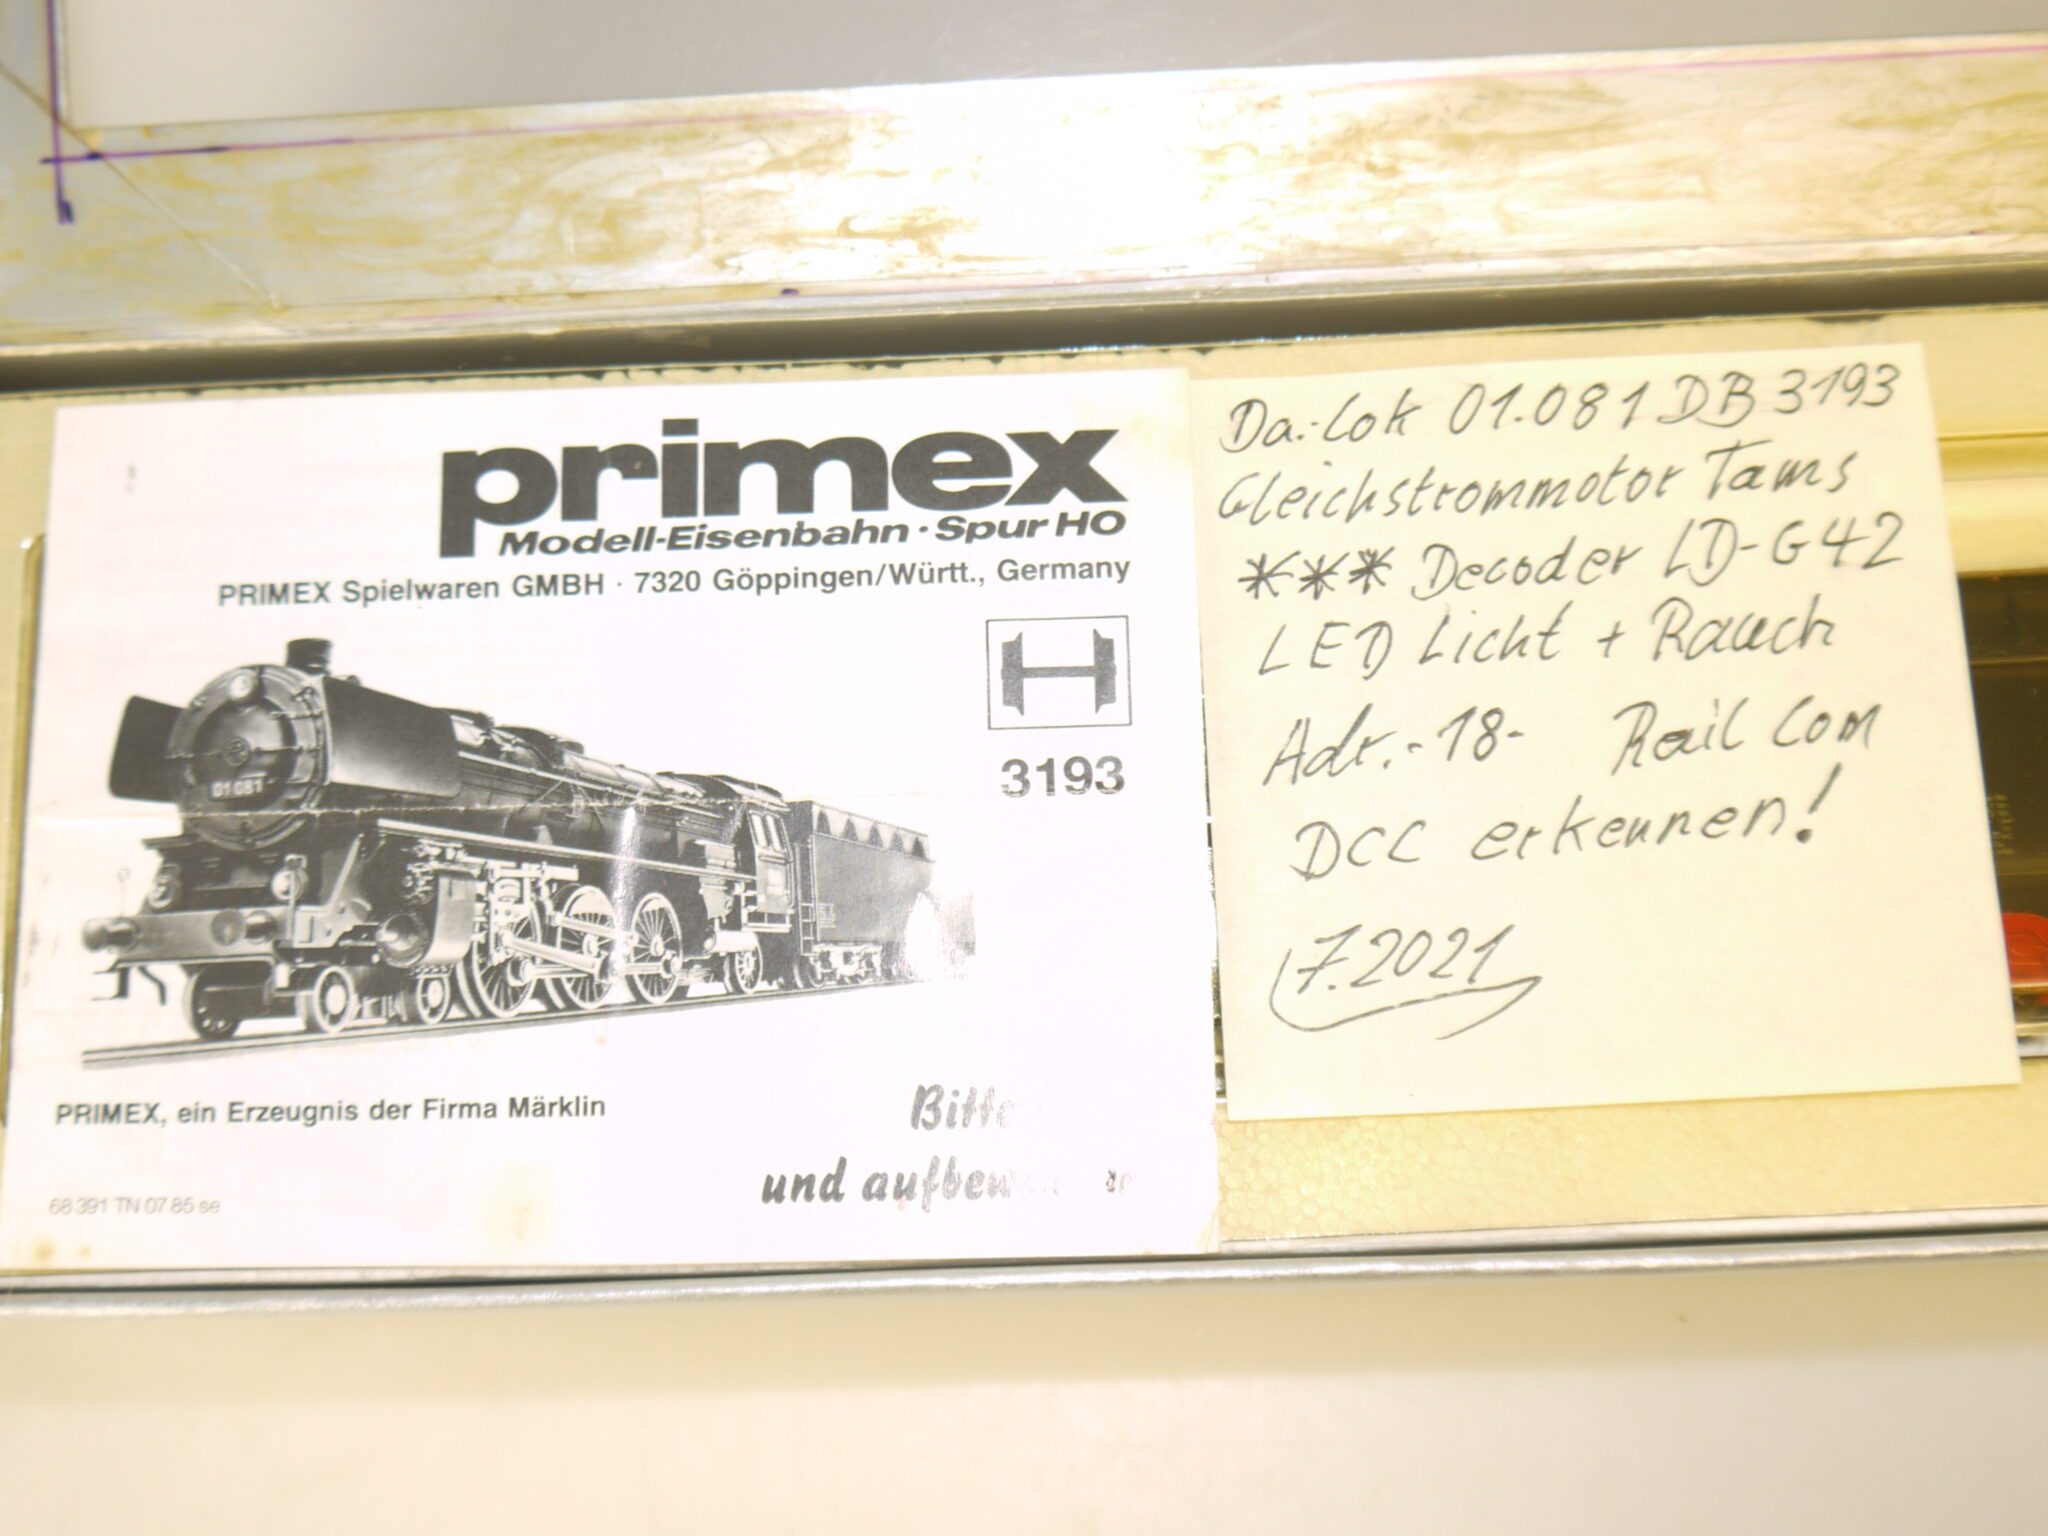 primex
Modell-Eisenbahn · Spur HO
PRIMEX Spielwaren GMBH · 7320 Göppingen/Württ., Germany
3193
01 081
PRIMEX, ein Erzeugnis der Firma Märklin
Bitte
und
68 391 TN 07 85 se
Da.-Lok 01.081 DB 3193
Gleichstrommotor Tams
*** Decoder LD-G42
LED Licht + Rauch
Adr.-18- Rail Com
DCC erkennen!
7.2021